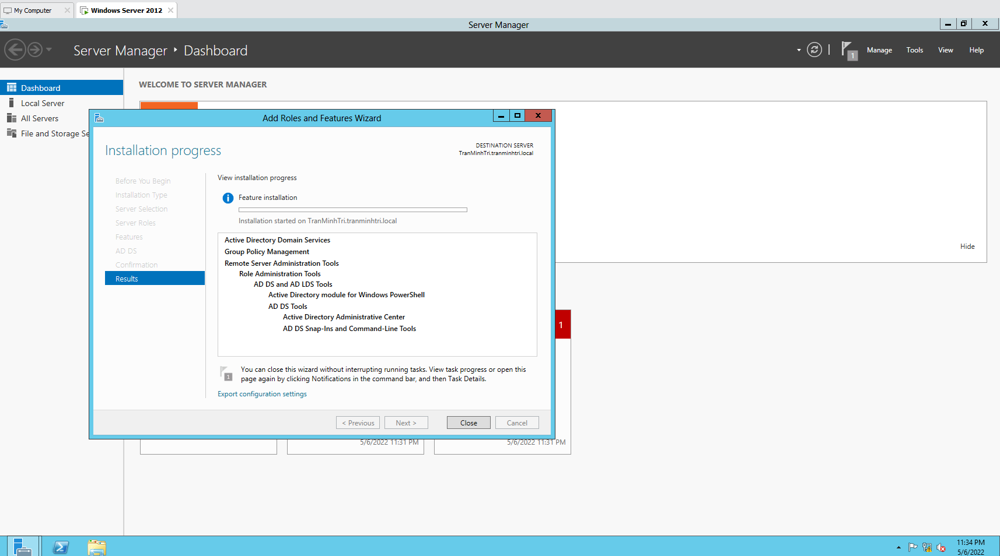 My Computer
Windows Server 2012
Server Manager
Server Manager Dashboard
1
Manage
Tools
View
Help
Dashboard
Local Server
All Servers
File and Storage Se
WELCOME TO SERVER MANAGER
Hide
Add Roles and Features Wizard
Installation progress
DESTINATION SERVER
TranMinhTri.tranminhtri.local
Before You Begin
Installation Type
Server Selection
Server Roles
Features
AD DS
Confirmation
Results
View installation progress
Feature installation
Installation started on TranMinhTri.tranminhtri.local
Active Directory Domain Services
Group Policy Management
Remote Server Administration Tools
Role Administration Tools
AD DS and AD LDS Tools
Active Directory module for Windows PowerShell
AD DS Tools
Active Directory Administrative Center
AD DS Snap-Ins and Command-Line Tools
1
You can close this wizard without interrupting running tasks. View task progress or open this
page again by clicking Notifications in the command bar, and then Task Details.
Export configuration settings
< Previous
Next >
Close
Cancel
1
5/6/2022 11:31 PM
5/6/2022 11:31 PM
11:34 PM
5/6/2022